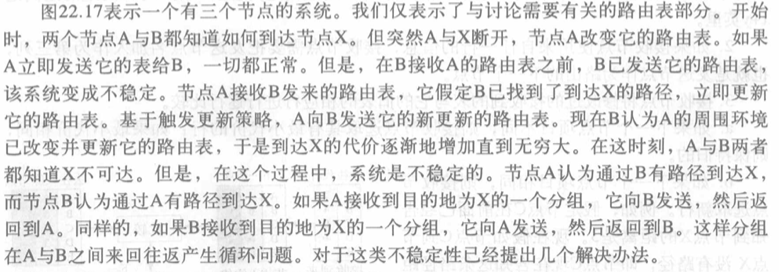 图22.17表示一个有三个节点的系统。我们仅表示了与讨论需要有关的路由表部分。开始
时，两个节点A与B都知道如何到达节点X。但突然A与X断开，节点A改变它的路由表。如果
A立即发送它的表给B，一切都正常。但是，在B接收A的路由表之前，B已发送它的路由表，
该系统变成不稳定。节点A接收B发来的路由表，它假定B已找到了到达X的路径，立即更新
它的路由表。基于触发更新策略，A向B发送它的新更新的路由表。现在B认为A的周围环境
已改变并更新它的路由表，于是到达X的代价逐渐地增加直到无穷大。在这时刻，A与B两者
都知道X不可达。但是，在这个过程中，系统是不稳定的。节点A认为通过B有路径到达X，
而节点B认为通过A有路径到达X。如果A接收到目的地为X的一个分组，它向B发送，然后返
回到A。同样的，如果B接收到目的地为X的一个分组，它向A发送，然后返回到B。这样分组
在A与B之间来回往返产生循环问题。对于这类不稳定性已经提出几个解决办法。